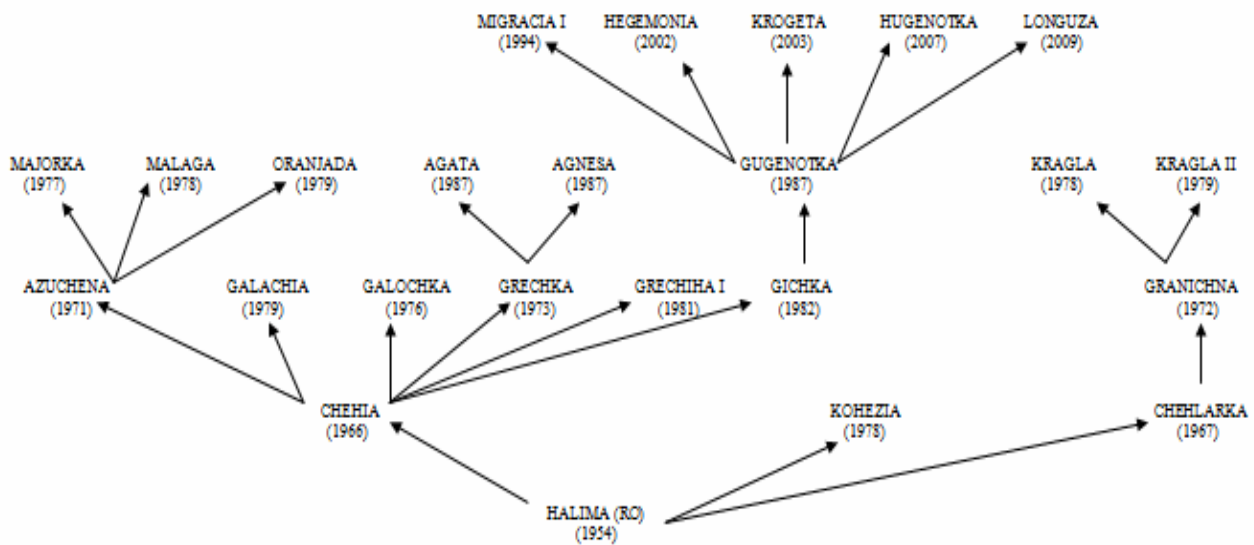 MIGRACIA I
(1994)
HEGEMONIA
(2002)
KROGETA
(2003)
HUGENOTKA
(2007)
LONGUZA
(2009)
MAJORKA
(1977)
MALAGA
(1978)
ORANJADA
(1979)
AGATA
(1987)
AGNESA
(1987)
GUGENOTKA
(1987)
KRAGLA
(1978)
KRAGLA II
(1979)
AZUCHENA
(1971)
GALACHIA
(1979)
GALOCHKA
(1976)
GRECHKA
(1973)
GRECHIHA I
(1981)
GICHKA
(1982)
GRANICHNA
(1972)
CHEHIA
(1966)
KOHEZIA
(1978)
CHEHLARKA
(1967)
HALIMA (RO)
(1954)